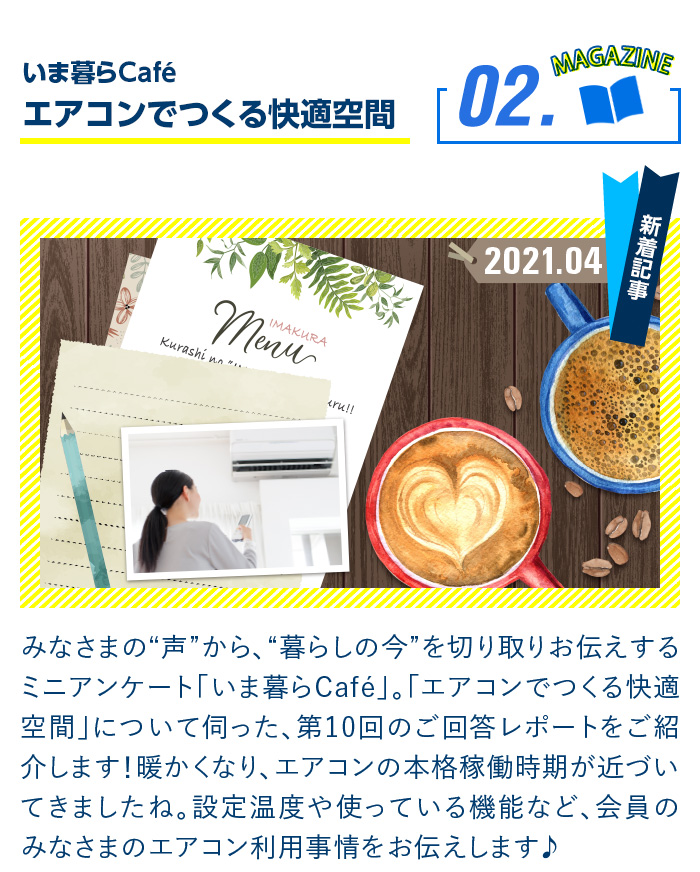 いま暮らCafé
エアコンでつくる快適空間
02.
MAGAZINE
新着記事
2021.04
IMAKURA
Menu
Kurashi no
ru!!
みなさまの“声”から、“暮らしの今”を切り取りお伝えする
ミニアンケート「いま暮らCafé」。「エアコンでつくる快適
空間」について伺った、第10回のご回答レポートをご紹
介します！暖かくなり、エアコンの本格稼働時期が近づい
てきましたね。設定温度や使っている機能など、会員の
みなさまのエアコン利用事情をお伝えします♪